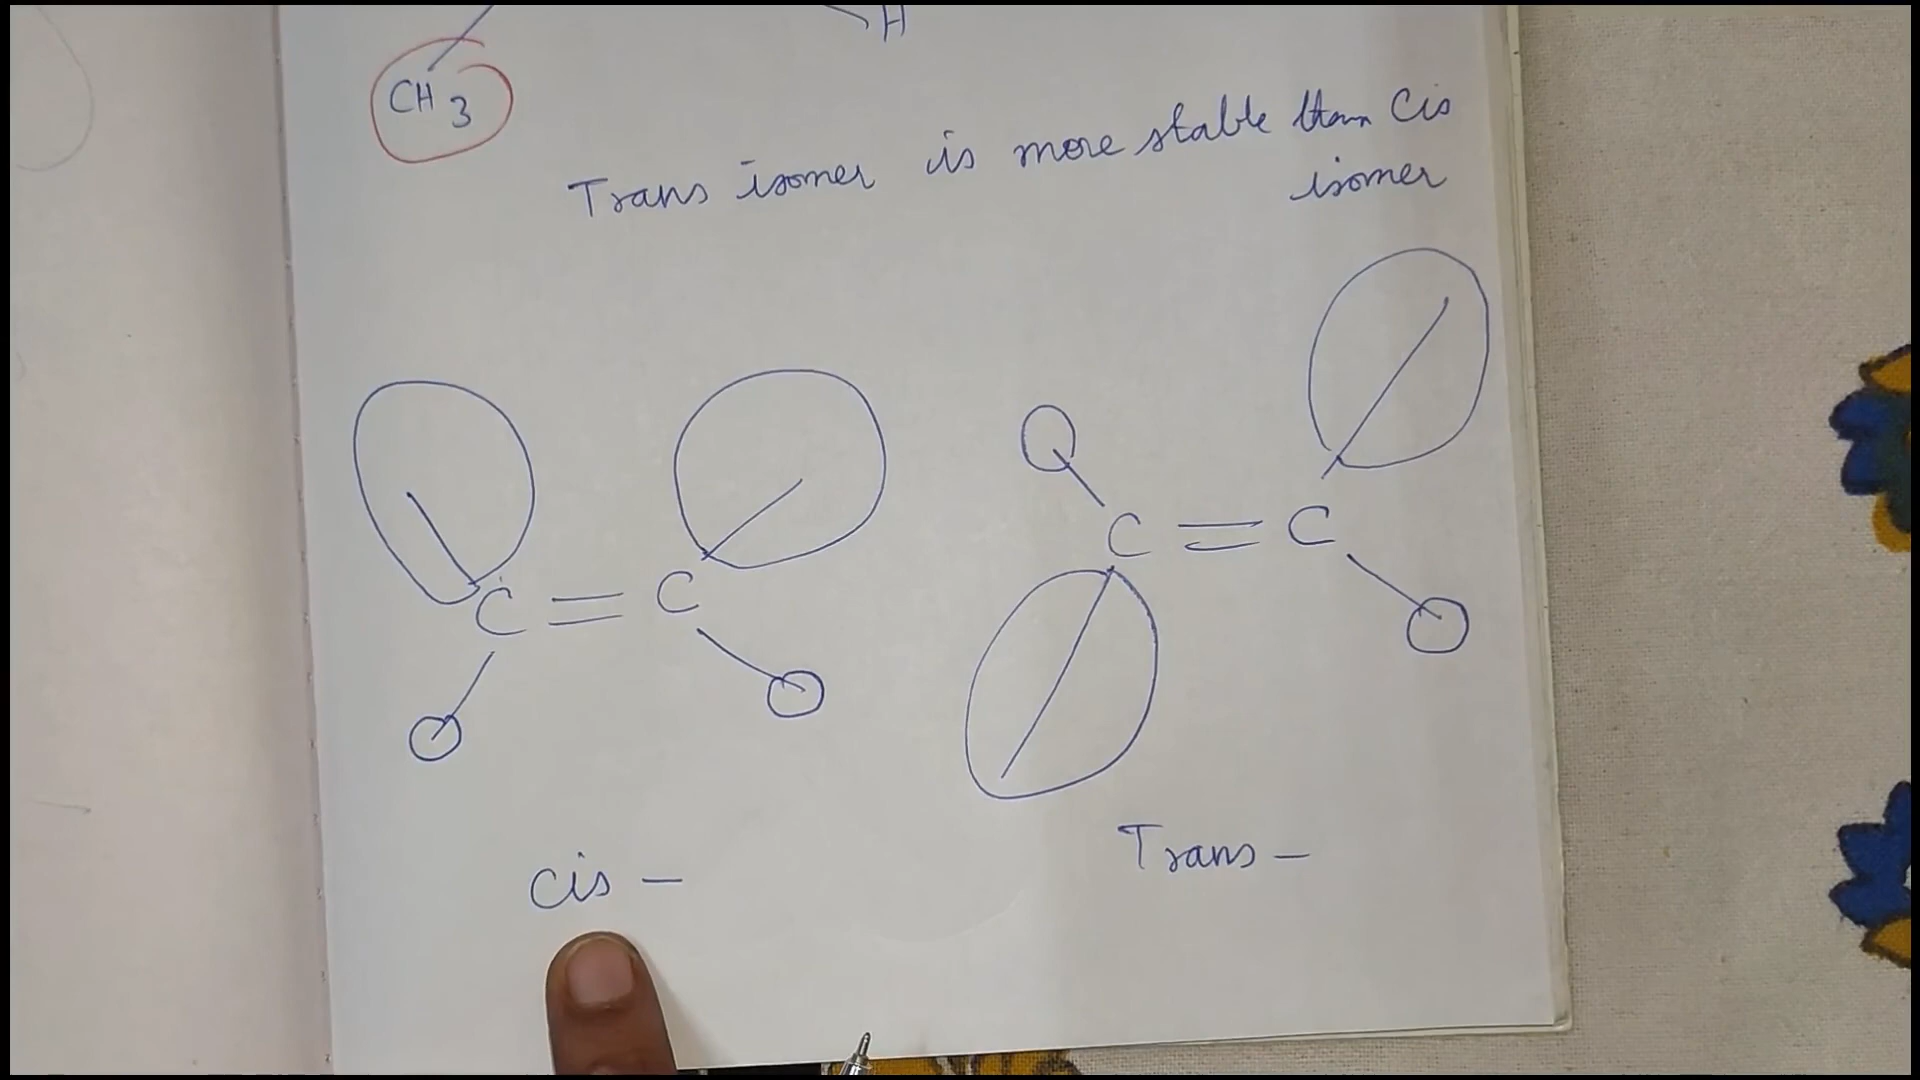 H
CH3
Trans isomer is more stable than Cis
isomer
C = C
C = C
Trans -
cis -